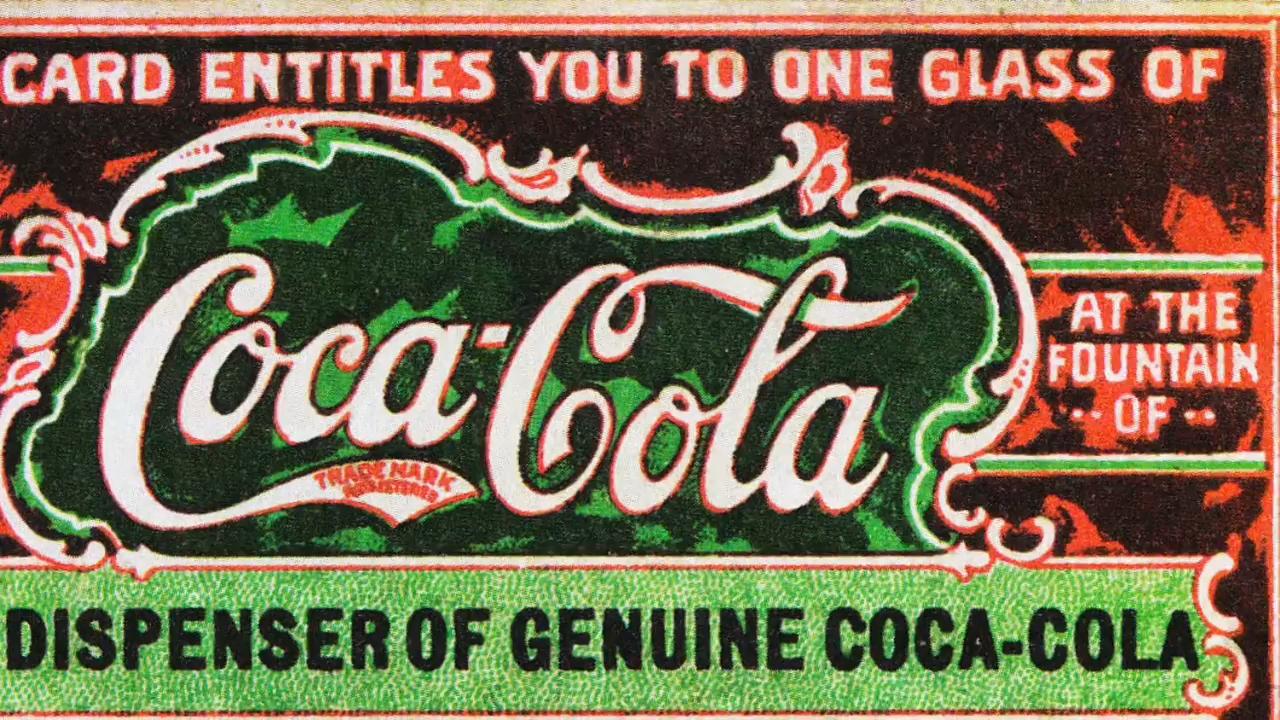 CARD ENTITLES YOU TO ONE GLASS OF
Coca-Cola
TRADE MARK
REGISTERED
AT THE
FOUNTAIN
OF
DISPENSER OF GENUINE COCA-COLA